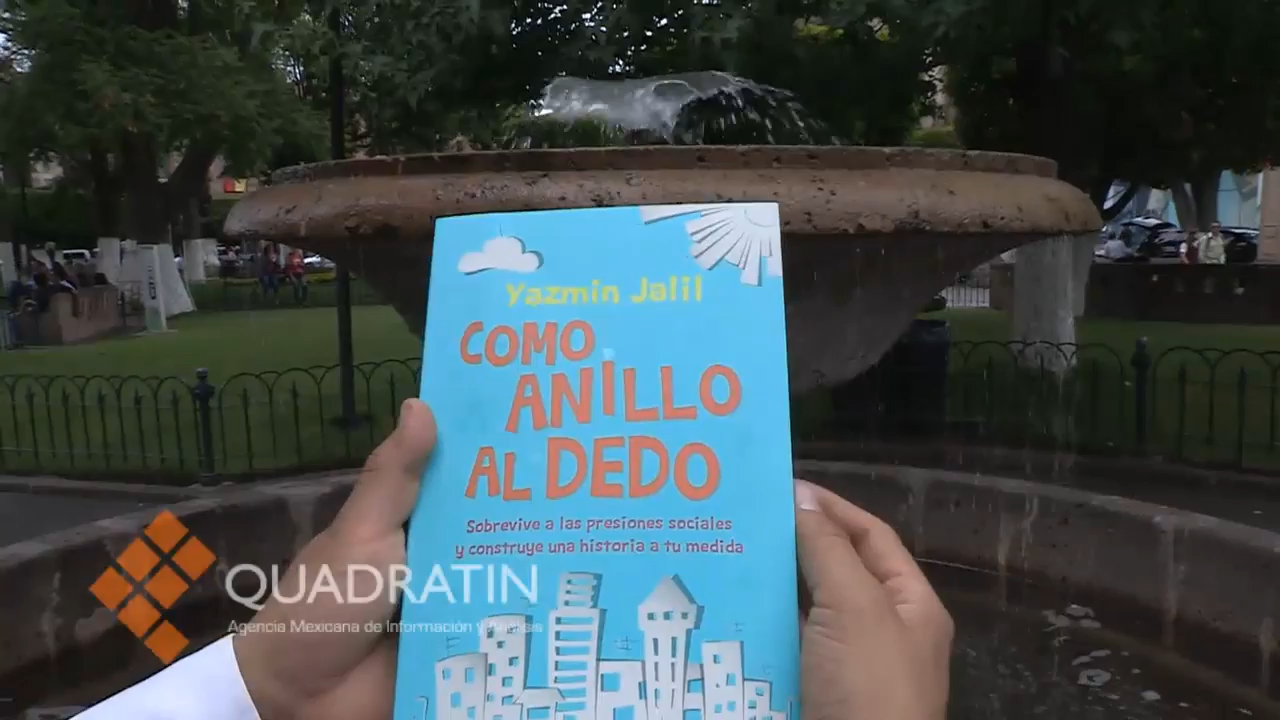 Yazmin Jalil
COMO
ANILLO
AL DEDO
Sobrevive a las presiones sociales
y construye una historia a tu medida
QUADRATIN
Agencia Mexicana de Información y Análisis